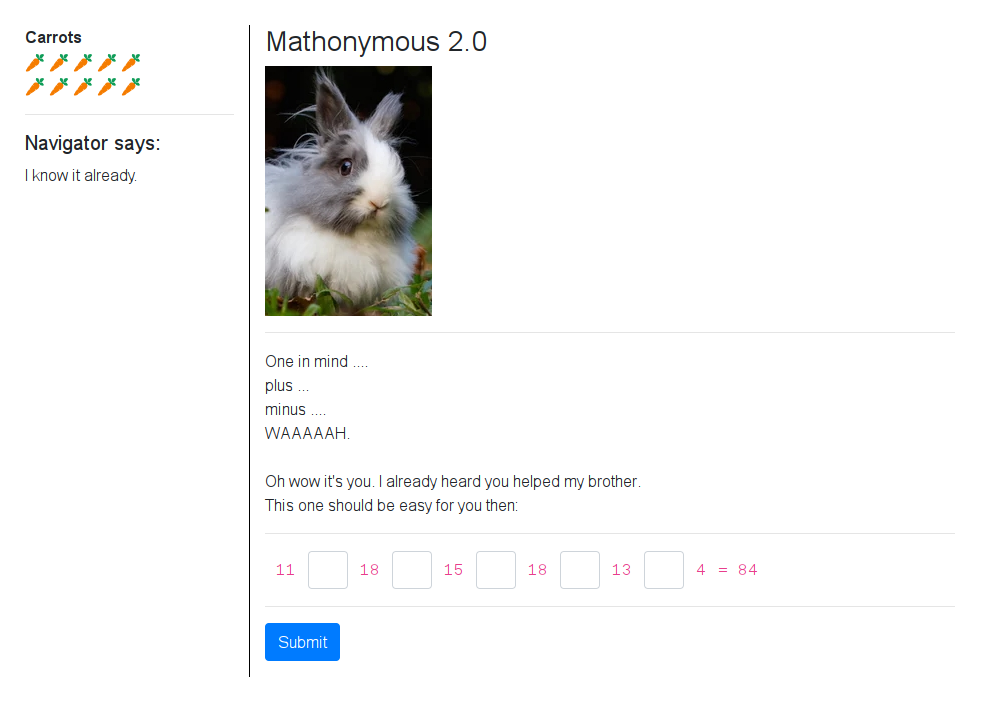 Carrots
Navigator says:
I know it already.
Mathonymous 2.0
One in mind ....
plus ...
minus ....
WAAAAAH.
Oh wow it's you. I already heard you helped my brother.
This one should be easy for you then:
11 18 15 18 13 4 = 84
Submit